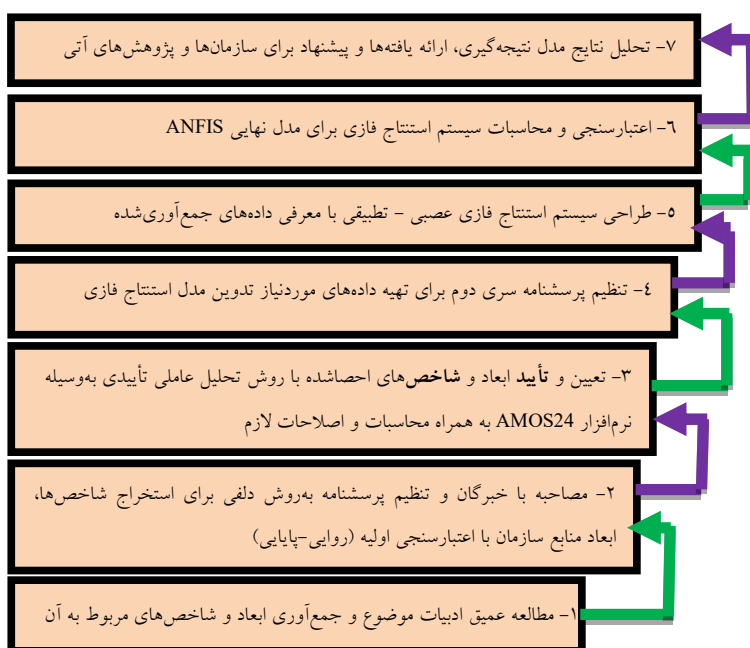 ۷- تحلیل نتایج مدل نتیجه‌گیری، ارائه یافته‌ها و پیشنهاد برای سازمان‌ها و پژوهش‌های آتی
٦- اعتبارسنجی و محاسبات سیستم استنتاج فازی برای مدل نهایی ANFIS
٥- طراحی سیستم استنتاج فازی عصبی – تطبیقی با معرفی داده‌های جمع‌آوری‌شده
٤- تنظیم پرسشنامه سری دوم برای تهیه داده‌های موردنیاز تدوین مدل استنتاج فازی
۳- تعیین و تأیید ابعاد و شاخص‌های احصاشده با روش تحلیل عاملی تأییدی به‌وسیله
نرم‌افزار AMOS24 به همراه محاسبات و اصلاحات لازم
۲- مصاحبه با خبرگان و تنظیم پرسشنامه به‌روش دلفی برای استخراج شاخص‌ها،
ابعاد منابع سازمان با اعتبارسنجی اولیه (روایی-پایایی)
۱- مطالعه عمیق ادبیات موضوع و جمع‌آوری ابعاد و شاخص‌های مربوط به آن